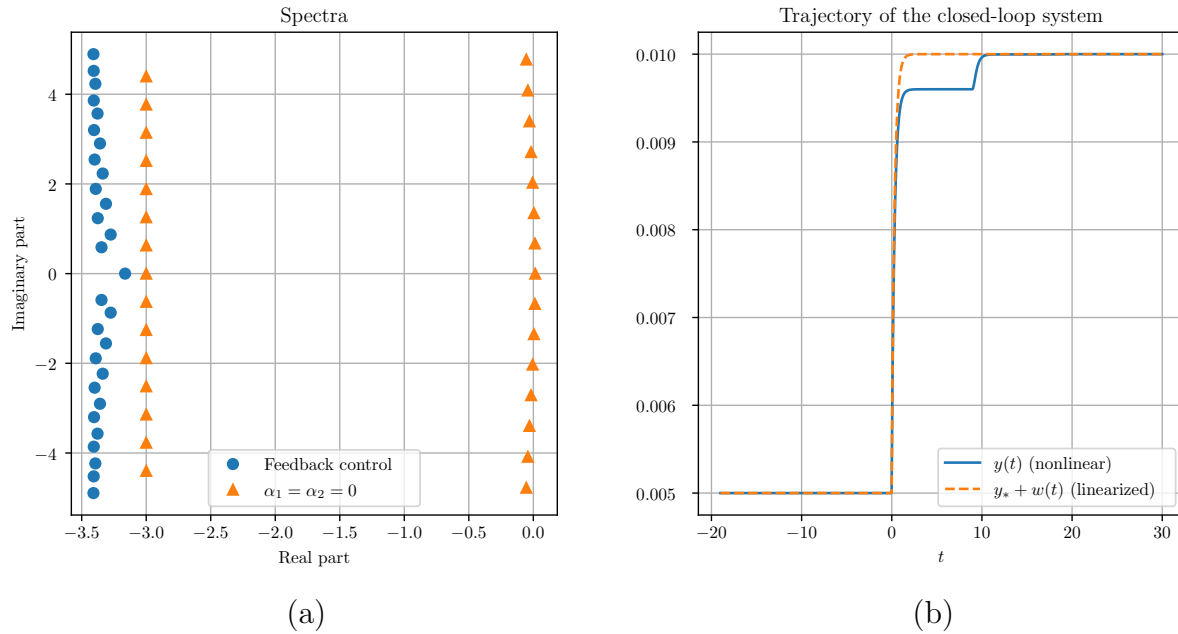 Spectra
4
2
0
−2
−4
Imaginary part
−3.5 −3.0 −2.5 −2.0 −1.5 −1.0 −0.5 0.0
Real part
Feedback control
α₁ = α₂ = 0
(a)
Trajectory of the closed-loop system
0.010
0.009
0.008
0.007
0.006
0.005
−20 −10 0 10 20 30
t
y(t) (nonlinear)
y∗ + w(t) (linearized)
(b)